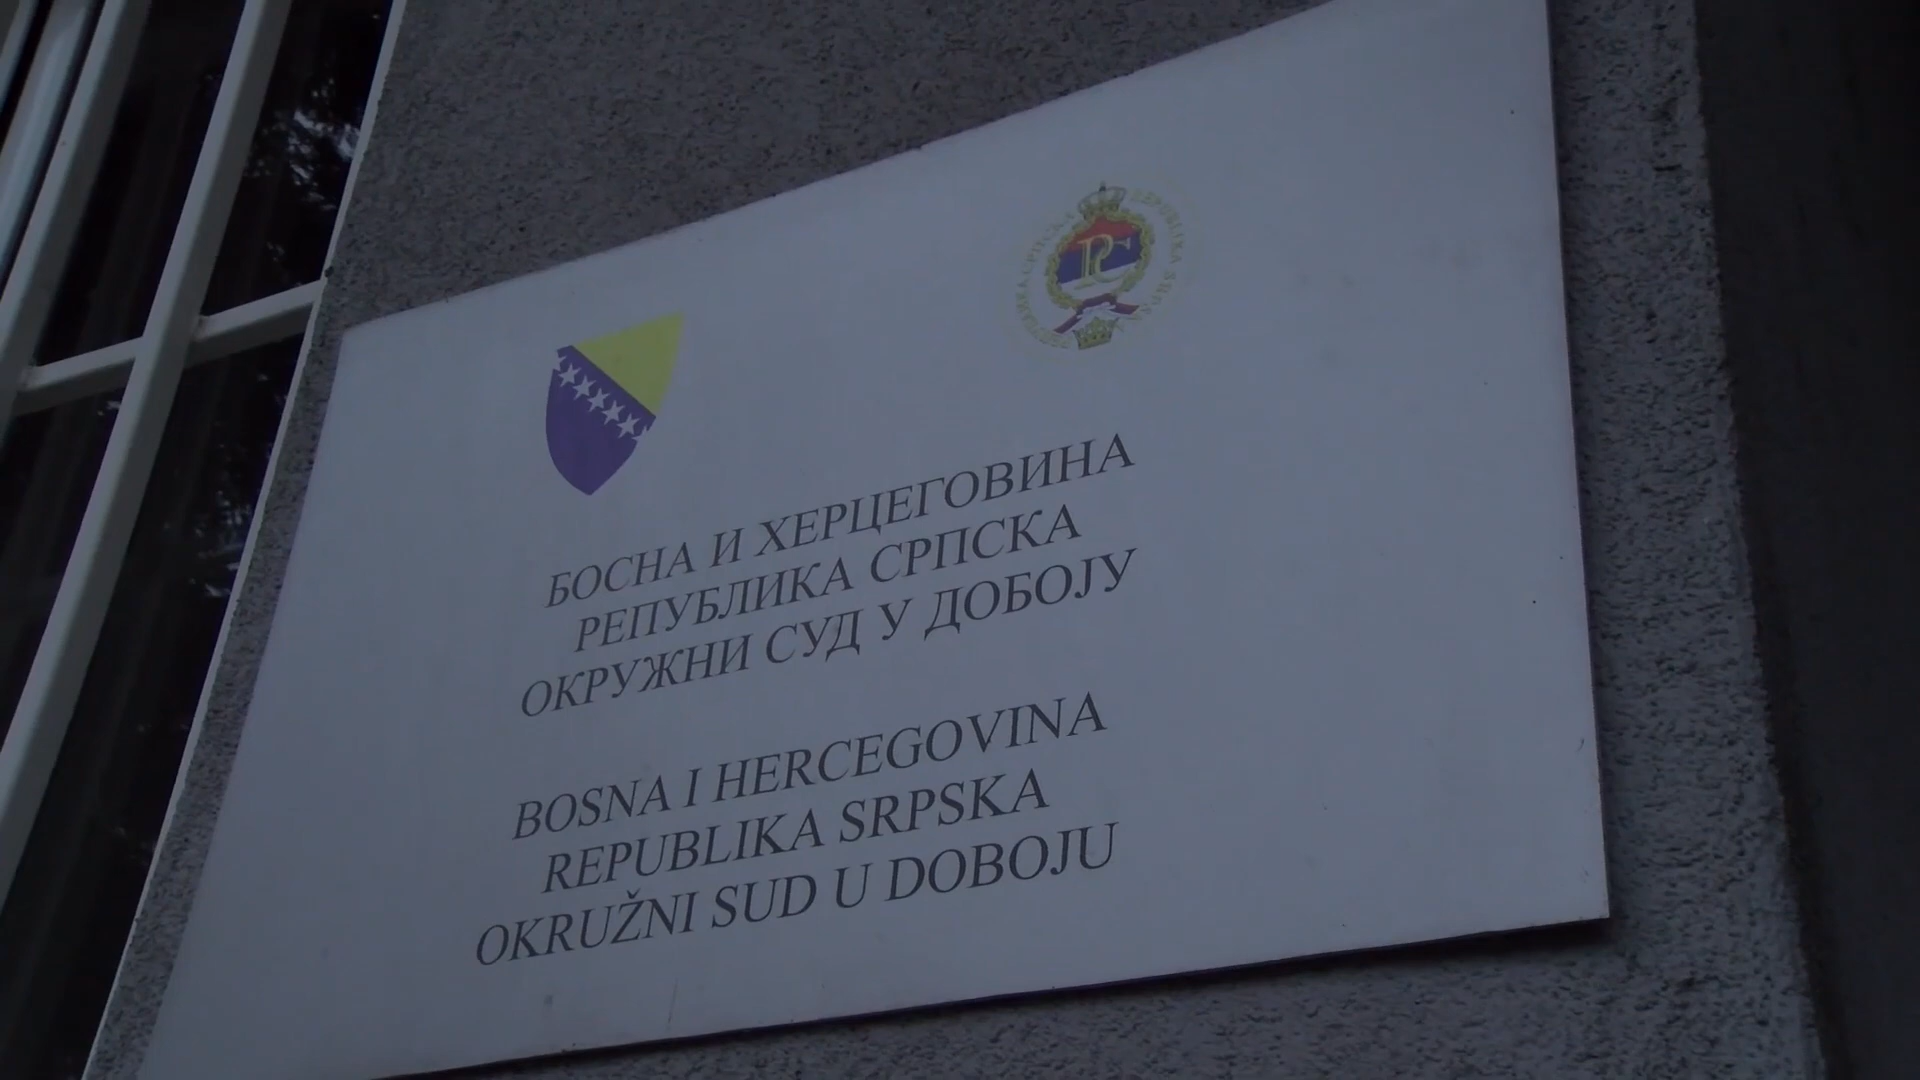 БОСНА И ХЕРЦЕГОВИНА
РЕПУБЛИКА СРПСКА
ОКРУЖНИ СУД У ДОБОЈУ
BOSNA I HERCEGOVINA
REPUBLIKA SRPSKA
OKRUŽNI SUD U DOBOJU